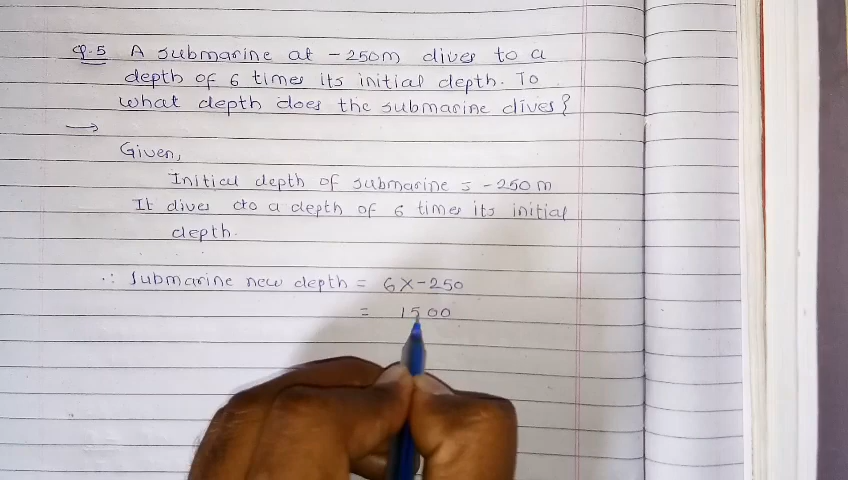 Q.5 A submarine at -250m dives to a
depth of 6 times its initial depth. To
what depth does the submarine dives?
→
Given,
Initial depth of submarine = -250 m
It dives to a depth of 6 times its initial
depth.
∴ submarine new depth = 6x-250
= 1500